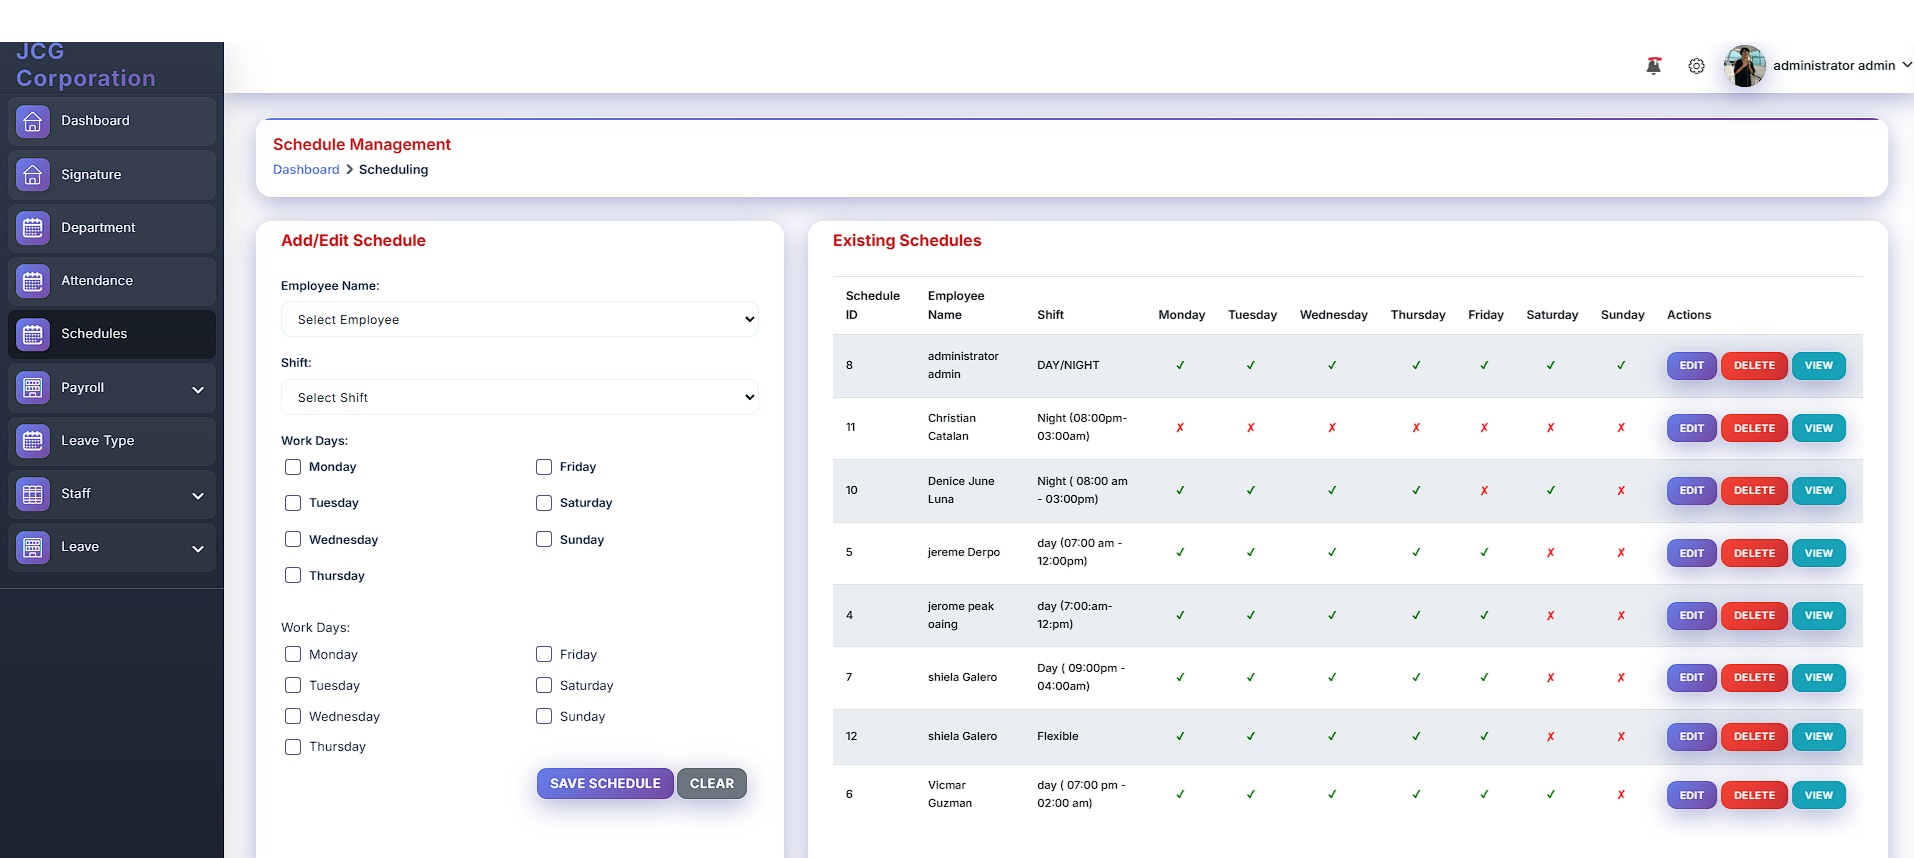 JCG
Corporation
administrator admin
Dashboard
Signature
Department
Attendance
Schedules
Payroll
Leave Type
Staff
Leave
Schedule Management
Dashboard > Scheduling
Add/Edit Schedule
Employee Name:
Select Employee
Shift:
Select Shift
Work Days:
Monday Friday
Tuesday Saturday
Wednesday Sunday
Thursday
Work Days:
Monday Friday
Tuesday Saturday
Wednesday Sunday
Thursday
SAVE SCHEDULE CLEAR
Existing Schedules
Schedule ID Employee Name Shift Monday Tuesday Wednesday Thursday Friday Saturday Sunday Actions
8 administrator admin DAY/NIGHT ✓ ✓ ✓ ✓ ✓ ✓ ✓ EDIT DELETE VIEW
11 Christian Catalan Night (08:00pm-03:00am) ✗ ✗ ✗ ✗ ✗ ✗ ✗ EDIT DELETE VIEW
10 Denice June Luna Night ( 08:00 am - 03:00pm) ✓ ✓ ✓ ✓ ✗ ✓ ✗ EDIT DELETE VIEW
5 jereme Derpo day (07:00 am - 12:00pm) ✓ ✓ ✓ ✓ ✓ ✗ ✗ EDIT DELETE VIEW
4 jerome peak oaing day (7:00:am-12:pm) ✓ ✓ ✓ ✓ ✓ ✗ ✗ EDIT DELETE VIEW
7 shiela Galero Day ( 09:00pm - 04:00am) ✓ ✓ ✓ ✓ ✓ ✗ ✗ EDIT DELETE VIEW
12 shiela Galero Flexible ✓ ✓ ✓ ✓ ✓ ✗ ✗ EDIT DELETE VIEW
6 Vicmar Guzman day ( 07:00 pm - 02:00 am) ✓ ✓ ✓ ✓ ✓ ✓ ✗ EDIT DELETE VIEW